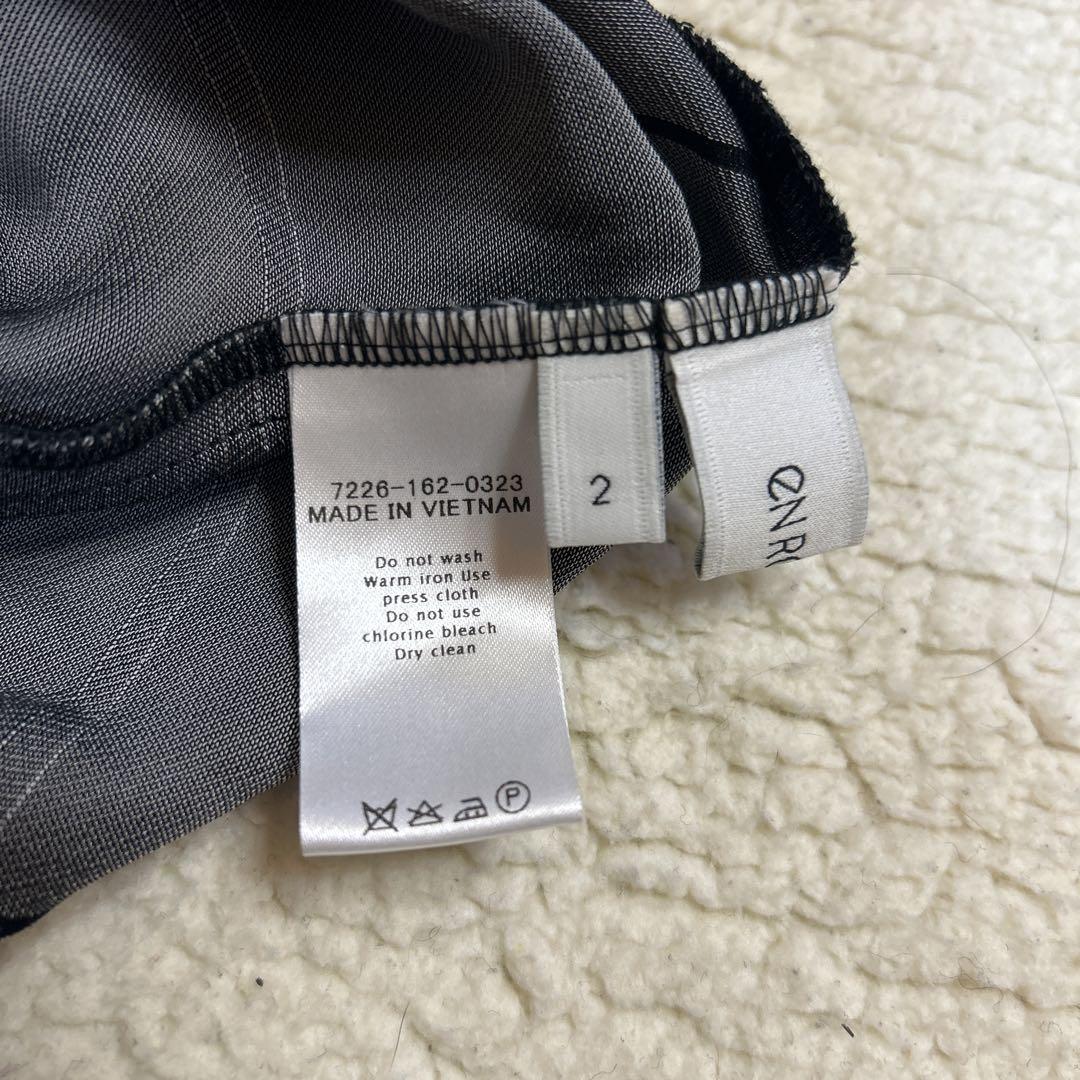 7226-162-0323
MADE IN VIETNAM
Do not wash
Warm iron Use
press cloth
Do not use
chlorine bleach
Dry clean
P
2
eN